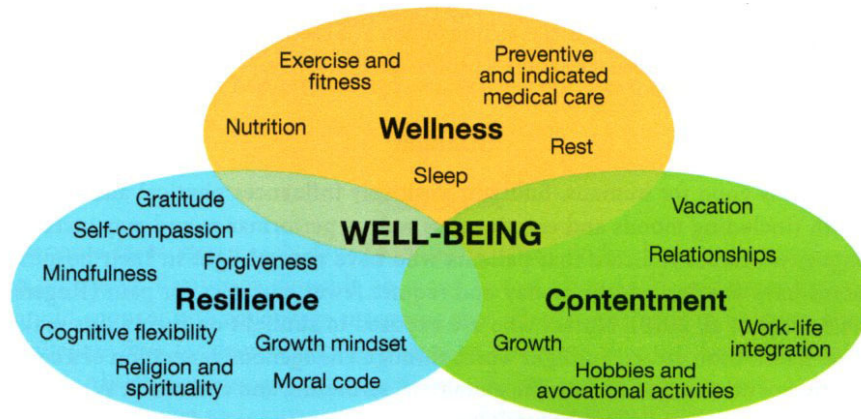 Exercise and
fitness
Preventive
and indicated
medical care
Nutrition
Wellness
Rest
Sleep
Gratitude
Self-compassion
Mindfulness
Forgiveness
Resilience
Cognitive flexibility
Growth mindset
Religion and
spirituality
Moral code
WELL-BEING
Vacation
Relationships
Contentment
Growth
Work-life
integration
Hobbies and
avocational activities